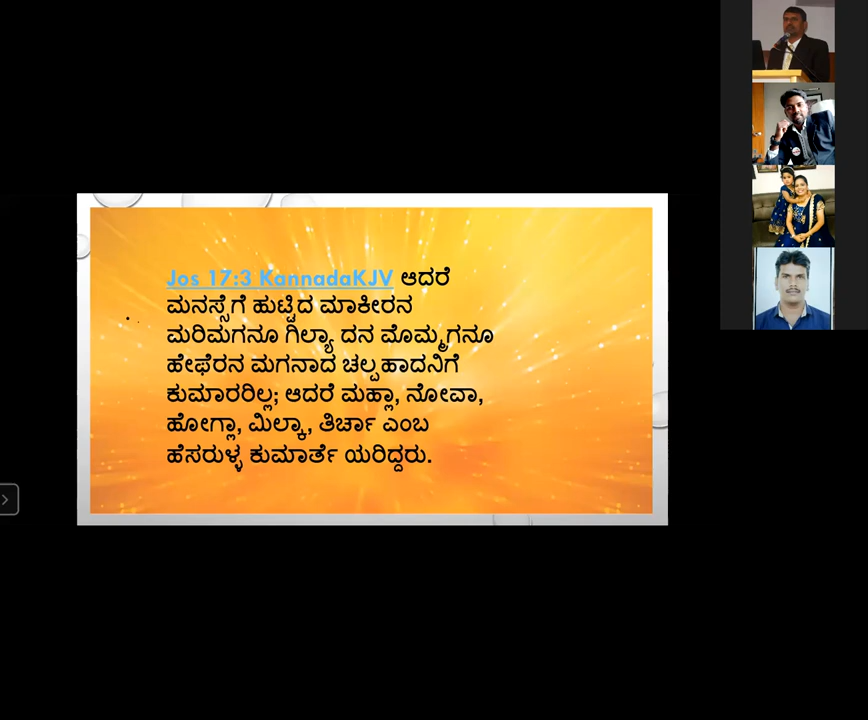 Jos 17:3 KannadaKJV ಆದರೆ
ಮನಸ್ಸೆಗೆ ಹುಟ್ಟಿದ ಮಾಕೀರನ
ಮರಿಮಗನೂ ಗಿಲ್ಯಾ ದನ ಮೊಮ್ಮಗನೂ
ಹೇಫೆರನ ಮಗನಾದ ಚಲ್ಪಹಾದನಿಗೆ
ಕುಮಾರರಿಲ್ಲ; ಆದರೆ ಮಹ್ಲಾ, ನೋವಾ,
ಹೋಗ್ಲಾ, ಮಿಲ್ಕಾ, ತಿರ್ಚಾ ಎಂಬ
ಹೆಸರುಳ್ಳ ಕುಮಾರ್ತೆ ಯರಿದ್ದರು.